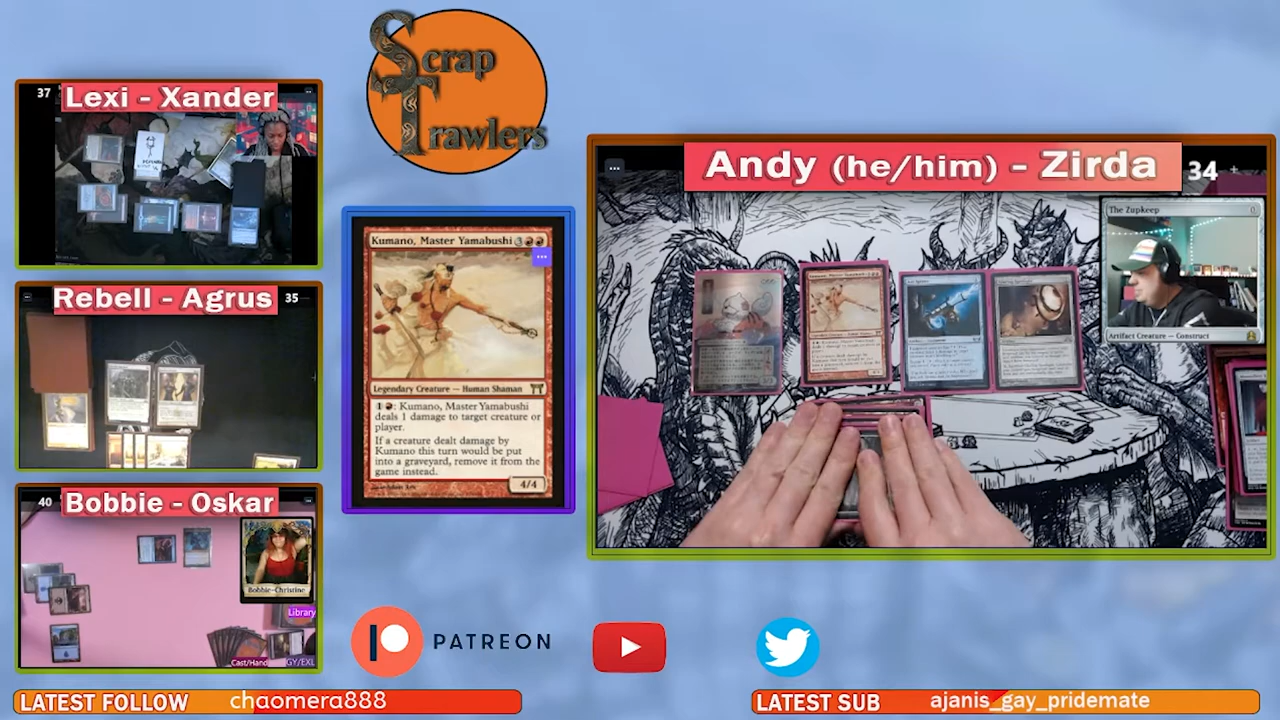 37
Lexi - Xander
Rebell - Agrus
35
40
Bobbie - Oskar
Bobbie-Christine
Library
Cast/Hand
GY/EXL
Scrap
Trawlers
Kumano, Master Yamabushi 3
Legendary Creature — Human Shaman
1 : Kumano, Master Yamabushi
deals 1 damage to target creature or
player.
If a creature dealt damage by
Kumano this turn would be put
into a graveyard, remove it from the
game instead.
4/4
Andy (he/him) - Zirda
34
The Zupkeep
Artifact Creature — Construct
PATREON
LATEST FOLLOW chaomera888
LATEST SUB ajanis_gay_pridemate